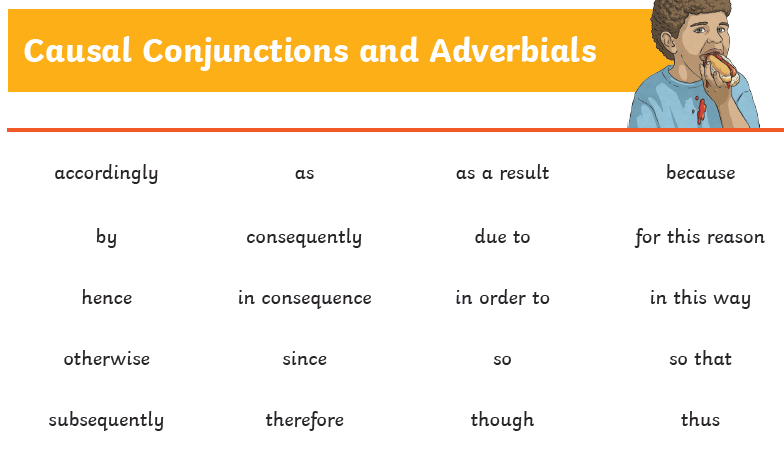 Causal Conjunctions and Adverbials
accordingly as as a result because
by consequently due to for this reason
hence in consequence in order to in this way
otherwise since so so that
subsequently therefore though thus